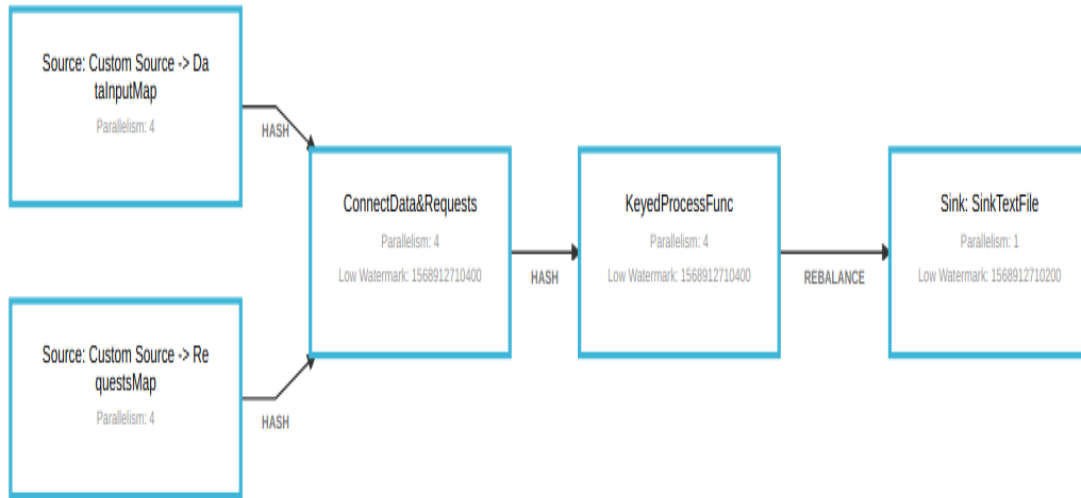 Source: Custom Source -> Da
taInputMap
Parallelism: 4
HASH
Source: Custom Source -> Re
questsMap
Parallelism: 4
HASH
ConnectData&Requests
Parallelism: 4
Low Watermark: 1568912710400
HASH
KeyedProcessFunc
Parallelism: 4
Low Watermark: 1568912710400
REBALANCE
Sink: SinkTextFile
Parallelism: 1
Low Watermark: 1568912710200